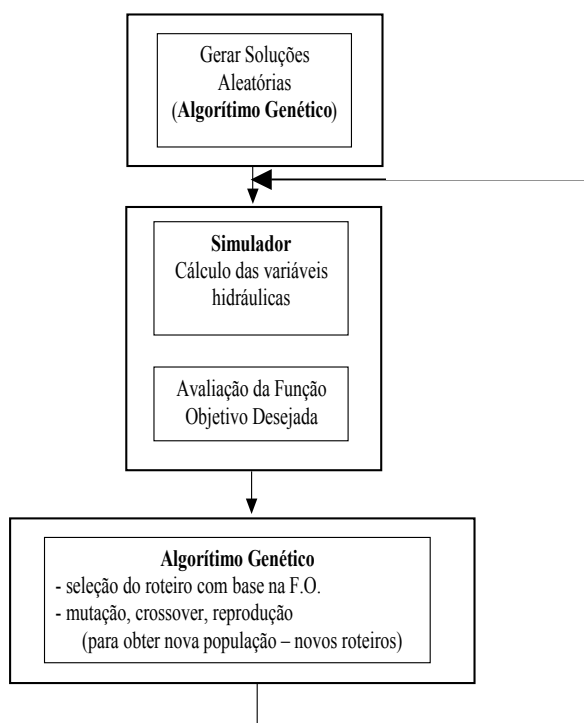 Gerar Soluções
Aleatórias
(Algorítimo Genético)
Simulador
Cálculo das variáveis
hidráulicas
Avaliação da Função
Objetivo Desejada
Algorítimo Genético
- seleção do roteiro com base na F.O.
- mutação, crossover, reprodução
(para obter nova população – novos roteiros)